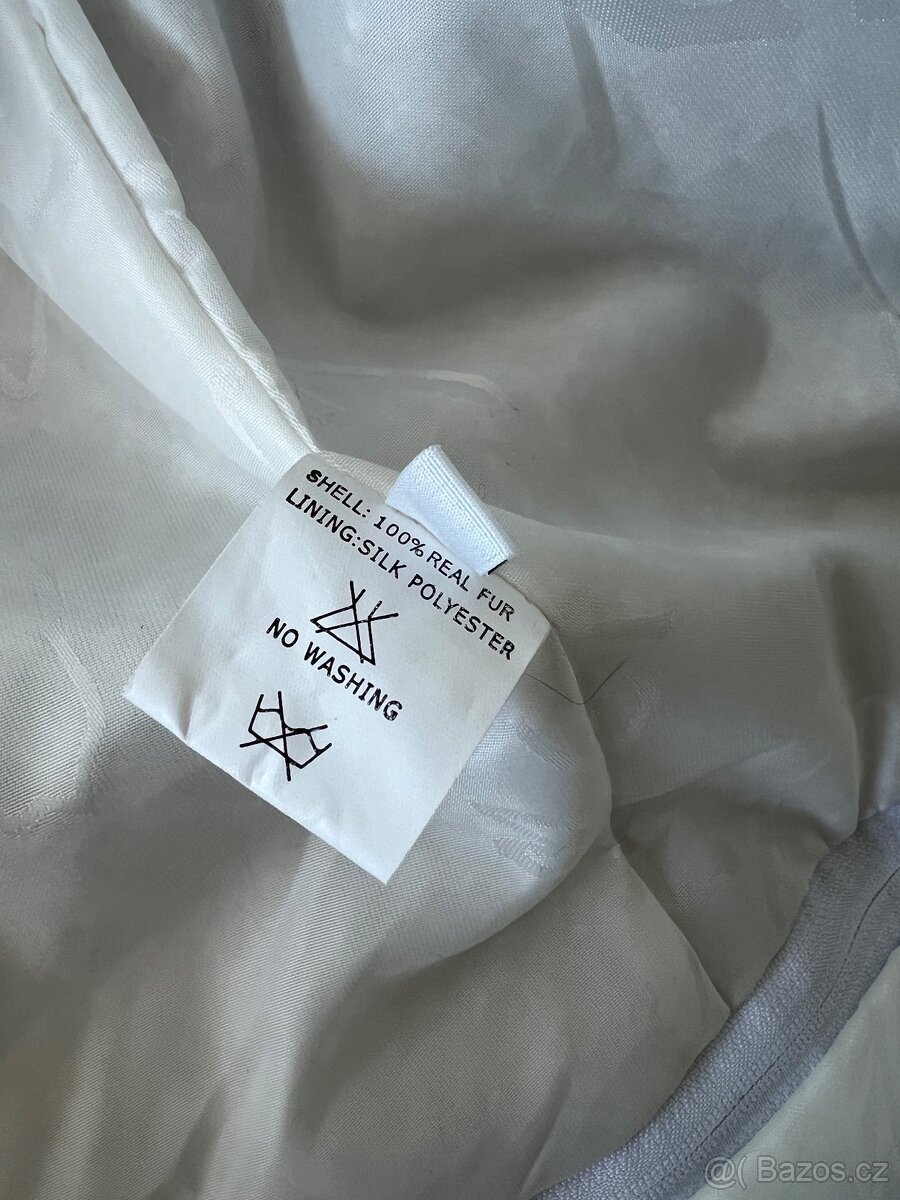 SHELL: 100% REAL FUR
LINING:SILK POLYESTER
NO WASHING
@( Bazos.cz